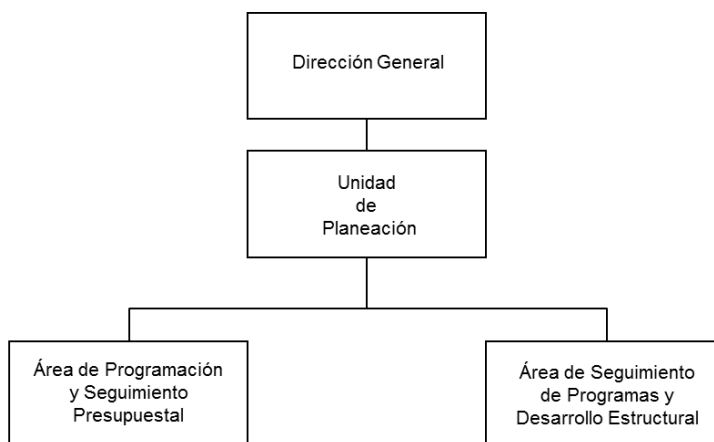 Dirección General
Unidad
de
Planeación
Área de Programación
y Seguimiento
Presupuestal
Área de Seguimiento
de Programas y
Desarrollo Estructural